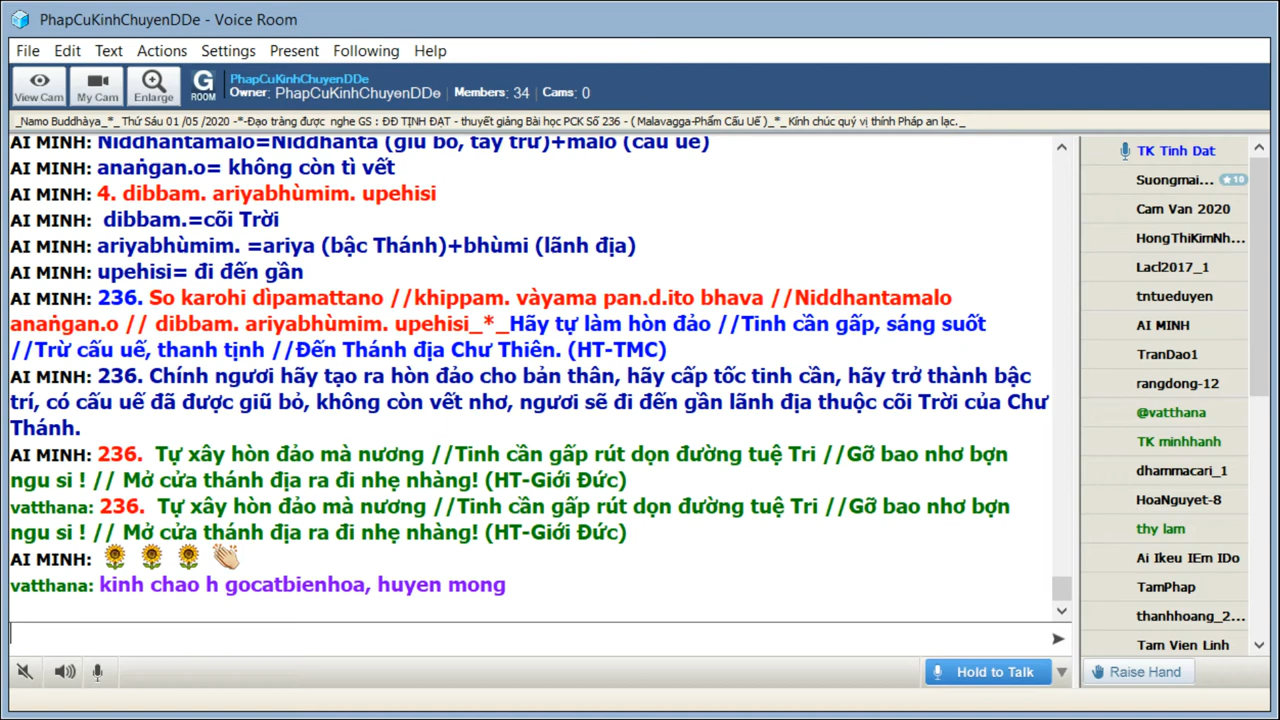 PhapCuKinhChuyenDDe - Voice Room
File Edit Text Actions Settings Present Following Help
View Cam My Cam Enlarge G ROOM
PhapCuKinhChuyenDDe
Owner: PhapCuKinhChuyenDDe Members: 34 Cams: 0
_Namo Buddhàya_*_ Thứ Sáu 01 /05 /2020 -*-Đạo tràng được nghe GS : ĐĐ TỊNH ĐẠT - thuyết giảng Bài học PCK Số 236 - ( Malavagga-Phẩm Cấu Uế )_*_Kính chúc quý vị thính Pháp an lạc._
AI MINH: Niddhantamalo=Niddhanta (giũ bỏ, tẩy trừ)+malo (cấu uế)
AI MINH: anaṅgan.o= không còn tì vết
AI MINH: 4. dibbam. ariyabhùmim. upehisi
AI MINH: dibbam.=cõi Trời
AI MINH: ariyabhùmim. =ariya (bậc Thánh)+bhùmi (lãnh địa)
AI MINH: upehisi= đi đến gần
AI MINH: 236. So karohi dìpamattano //khippam. vàyama pan.d.ito bhava //Niddhantamalo
anaṅgan.o // dibbam. ariyabhùmim. upehisi_*_Hãy tự làm hòn đảo //Tinh cần gấp, sáng suốt
//Trừ cấu uế, thanh tịnh //Đến Thánh địa Chư Thiên. (HT-TMC)
AI MINH: 236. Chính ngươi hãy tạo ra hòn đảo cho bản thân, hãy cấp tốc tinh cần, hãy trở thành bậc
trí, có cấu uế đã được giũ bỏ, không còn vết nhơ, ngươi sẽ đi đến gần lãnh địa thuộc cõi Trời của Chư
Thánh.
AI MINH: 236. Tự xây hòn đảo mà nương //Tinh cần gấp rút dọn đường tuệ Tri //Gỡ bao nhơ bợn
ngu si ! // Mở cửa thánh địa ra đi nhẹ nhàng! (HT-Giới Đức)
vatthana: 236. Tự xây hòn đảo mà nương //Tinh cần gấp rút dọn đường tuệ Tri //Gỡ bao nhơ bợn
ngu si ! // Mở cửa thánh địa ra đi nhẹ nhàng! (HT-Giới Đức)
AI MINH:
vatthana: kinh chao h gocatbienhoa, huyen mong
TK Tinh Dat
Suongmai... 10
Cam Van 2020
HongThiKimNh...
Lacl2017_1
tntueduyen
AI MINH
TranDao1
rangdong-12
@vatthana
TK minhhanh
dhammacari_1
HoaNguyet-8
thy lam
Ai Ikeu IEm IDo
TamPhap
thanhhoang_2...
Tam Vien Linh
Hold to Talk
Raise Hand